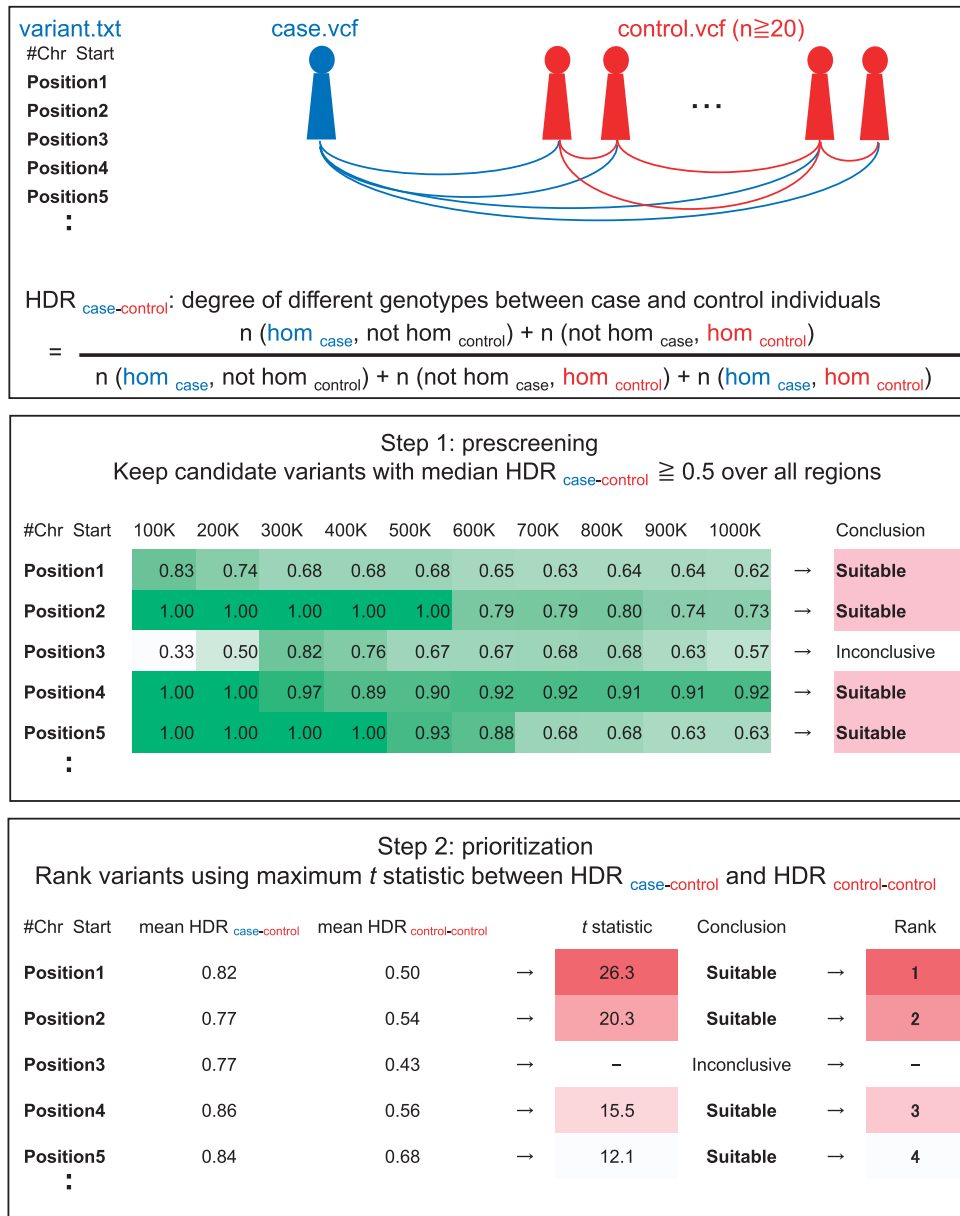 variant.txt case.vcf control.vcf (n≧20)
#Chr Start
Position1
Position2
Position3
Position4
Position5
:
...
HDR case-control: degree of different genotypes between case and control individuals
n (hom case, not hom control) + n (not hom case, hom control)
=
n (hom case, not hom control) + n (not hom case, hom control) + n (hom case, hom control)
Step 1: prescreening
Keep candidate variants with median HDR case-control ≧ 0.5 over all regions
#Chr Start 100K 200K 300K 400K 500K 600K 700K 800K 900K 1000K Conclusion
Position1 0.83 0.74 0.68 0.68 0.68 0.65 0.63 0.64 0.64 0.62 → Suitable
Position2 1.00 1.00 1.00 1.00 1.00 0.79 0.79 0.80 0.74 0.73 → Suitable
Position3 0.33 0.50 0.82 0.76 0.67 0.67 0.68 0.68 0.63 0.57 → Inconclusive
Position4 1.00 1.00 0.97 0.89 0.90 0.92 0.92 0.91 0.91 0.92 → Suitable
Position5 1.00 1.00 1.00 1.00 0.93 0.88 0.68 0.68 0.63 0.63 → Suitable
:
Step 2: prioritization
Rank variants using maximum t statistic between HDR case-control and HDR control-control
#Chr Start mean HDR case-control mean HDR control-control t statistic Conclusion Rank
Position1 0.82 0.50 → 26.3 Suitable → 1
Position2 0.77 0.54 → 20.3 Suitable → 2
Position3 0.77 0.43 → – Inconclusive → –
Position4 0.86 0.56 → 15.5 Suitable → 3
Position5 0.84 0.68 → 12.1 Suitable → 4
: